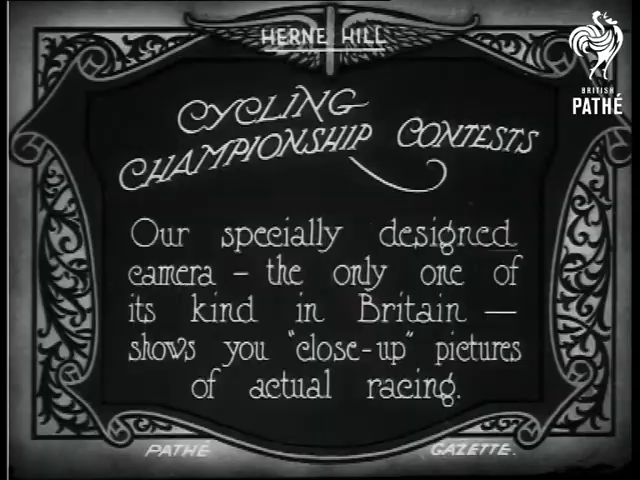 HERNE HILL
BRITISH
PATHÉ
CYCLING
CHAMPIONSHIP CONTESTS
Our specially designed
camera – the only one of
its kind in Britain —
shows you "close-up" pictures
of actual racing.
PATHÉ GAZETTE.